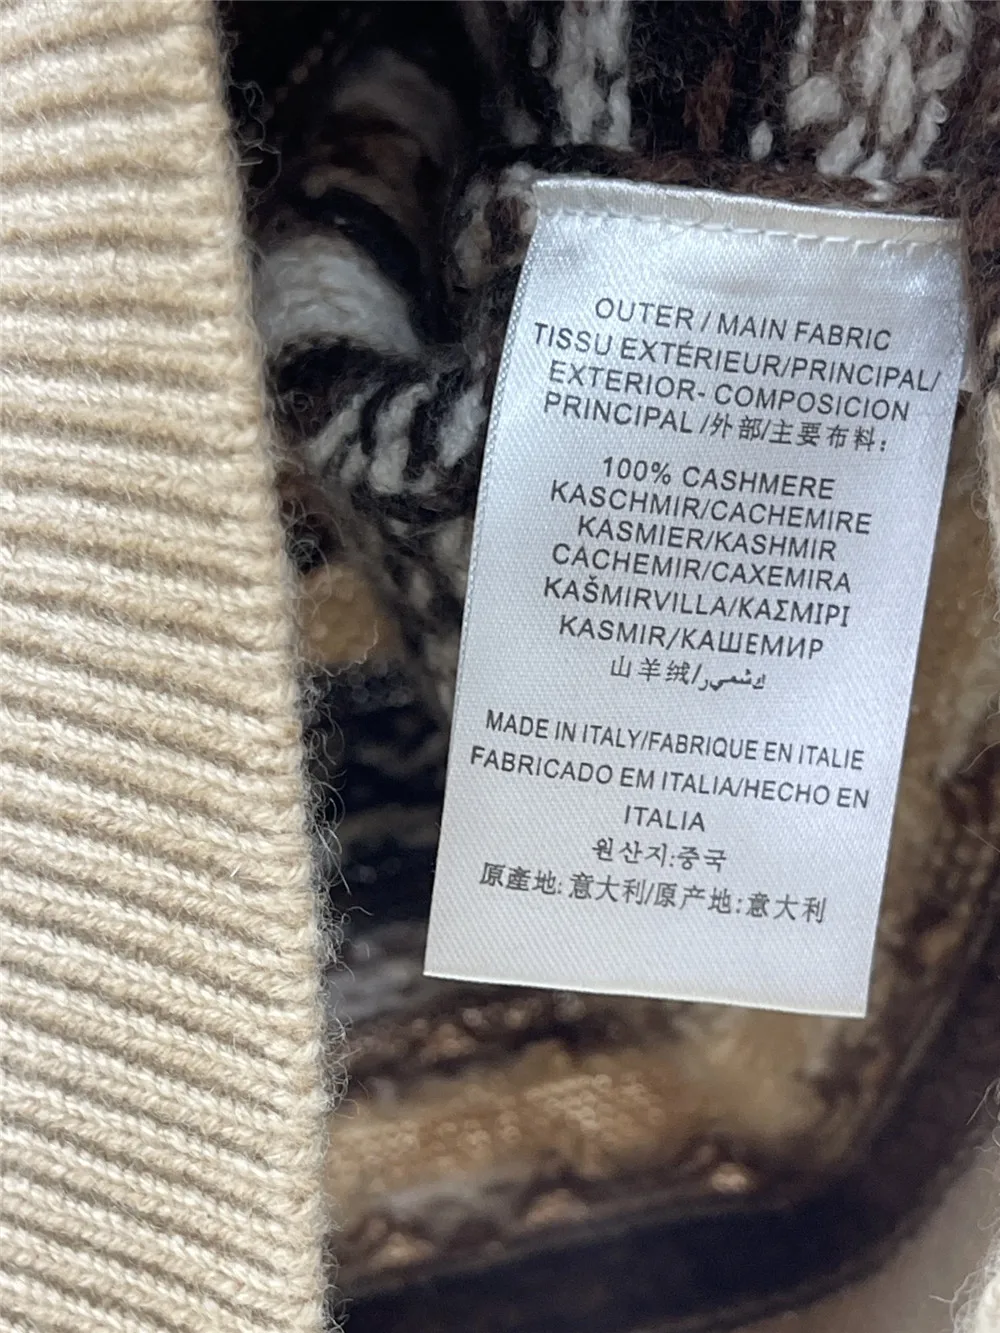 OUTER / MAIN FABRIC
TISSU EXTÉRIEUR/PRINCIPAL/
EXTERIOR- COMPOSICION
PRINCIPAL /外部/主要布料:
100% CASHMERE
KASCHMIR/CACHEMIRE
KASMIER/KASHMIR
CACHEMIR/CAXEMIRA
KAŠMIRVILLA/ΚΑΣΜΙΡΙ
KASMIR/КАШЕМИР
山羊绒/كشمير
MADE IN ITALY/FABRIQUE EN ITALIE
FABRICADO EM ITALIA/HECHO EN
ITALIA
원산지:중국
原產地: 意大利/原产地:意大利